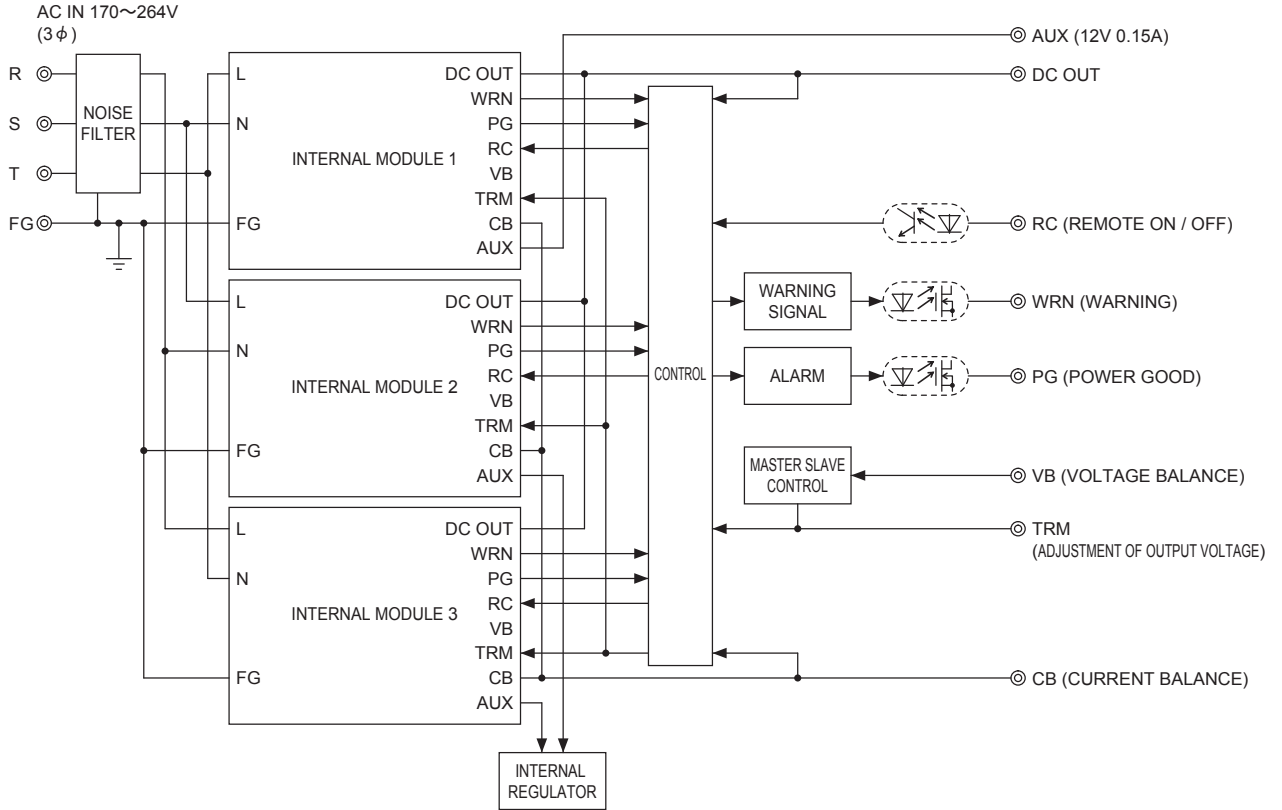 AC IN 170～264V
(3φ)
R
S
T
FG
NOISE
FILTER
L
N
FG
INTERNAL MODULE 1
DC OUT
WRN
PG
RC
VB
TRM
CB
AUX
L
N
FG
INTERNAL MODULE 2
DC OUT
WRN
PG
RC
VB
TRM
CB
AUX
L
N
FG
INTERNAL MODULE 3
DC OUT
WRN
PG
RC
VB
TRM
CB
AUX
INTERNAL
REGULATOR
CONTROL
WARNING
SIGNAL
ALARM
MASTER SLAVE
CONTROL
AUX (12V 0.15A)
DC OUT
RC (REMOTE ON / OFF)
WRN (WARNING)
PG (POWER GOOD)
VB (VOLTAGE BALANCE)
TRM
(ADJUSTMENT OF OUTPUT VOLTAGE)
CB (CURRENT BALANCE)